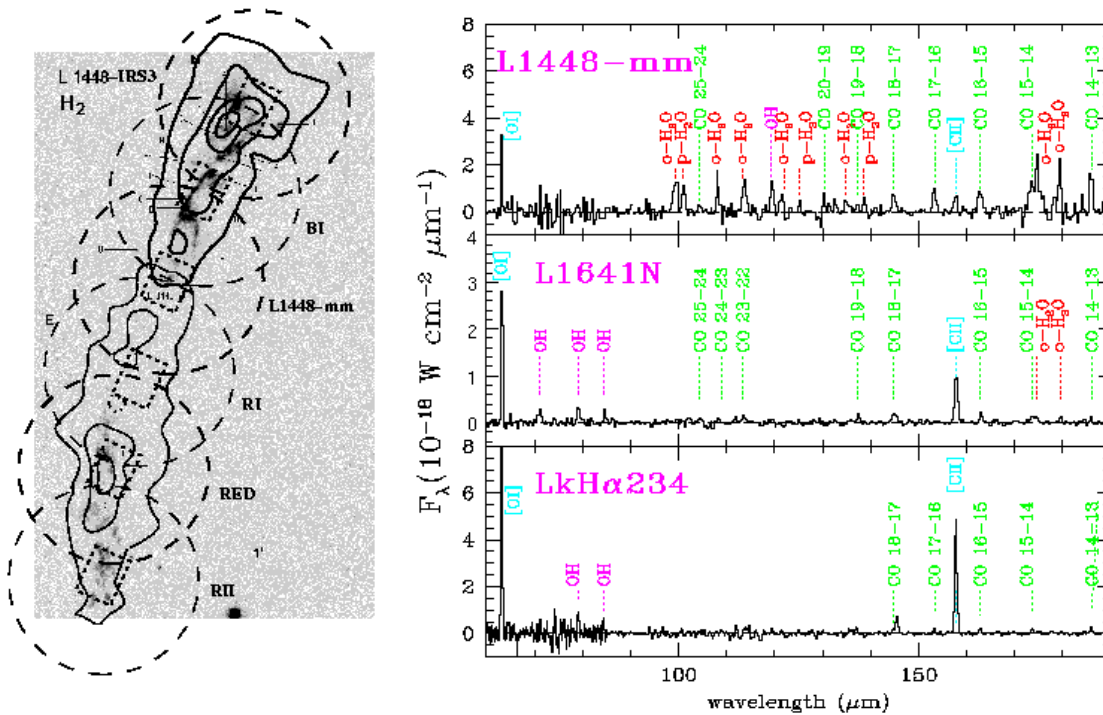 L 1448-IRS3
H2
E
BI
L1448-mm
RI
RED
1'
RII
L1448-mm
[OI]
o-H2O
p-H2O
CO 25-24
o-H2O
o-H2O
OH
o-H2O
p-H2O
CO 20-19
o-H2O
CO 19-18
p-H2O
CO 18-17
CO 17-16
[CII]
CO 16-15
CO 15-14
o-H2O
o-H2O
CO 14-13
8
6
4
2
0
L1641N
[OI]
OH
OH
OH
CO 25-24
CO 24-23
CO 23-22
CO 19-18
CO 18-17
[CII]
CO 16-15
CO 15-14
o-H2O
o-H2O
CO 14-13
4
3
2
1
0
LkHα234
[OI]
OH
OH
CO 18-17
[CII]
CO 17-16
CO 16-15
CO 15-14
CO 14-13
8
6
4
2
0
Fλ(10⁻¹⁸ W cm⁻² μm⁻¹)
100
150
wavelength (μm)